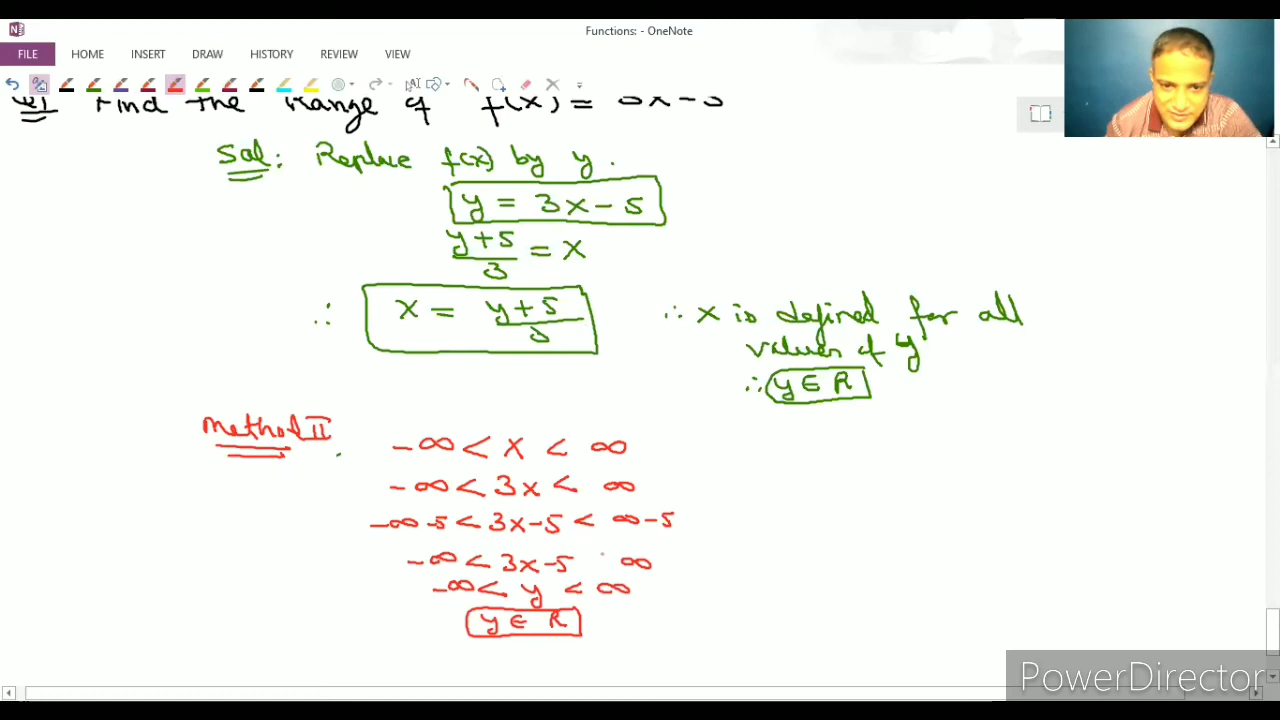 Functions: - OneNote
FILE HOME INSERT DRAW HISTORY REVIEW VIEW
Find the Range of f(x) = 3x - 5
Sol: Replace f(x) by y.
y = 3x - 5
y+5/3 = x
∴ x = y+5/3
∴ x is defined for all
values of y
∴ y ∈ R
Method II
-∞ < x < ∞
-∞ < 3x < ∞
-∞-5 < 3x-5 < ∞-5
-∞ < 3x-5 ∞
-∞ < y < ∞
y ∈ R
PowerDirector